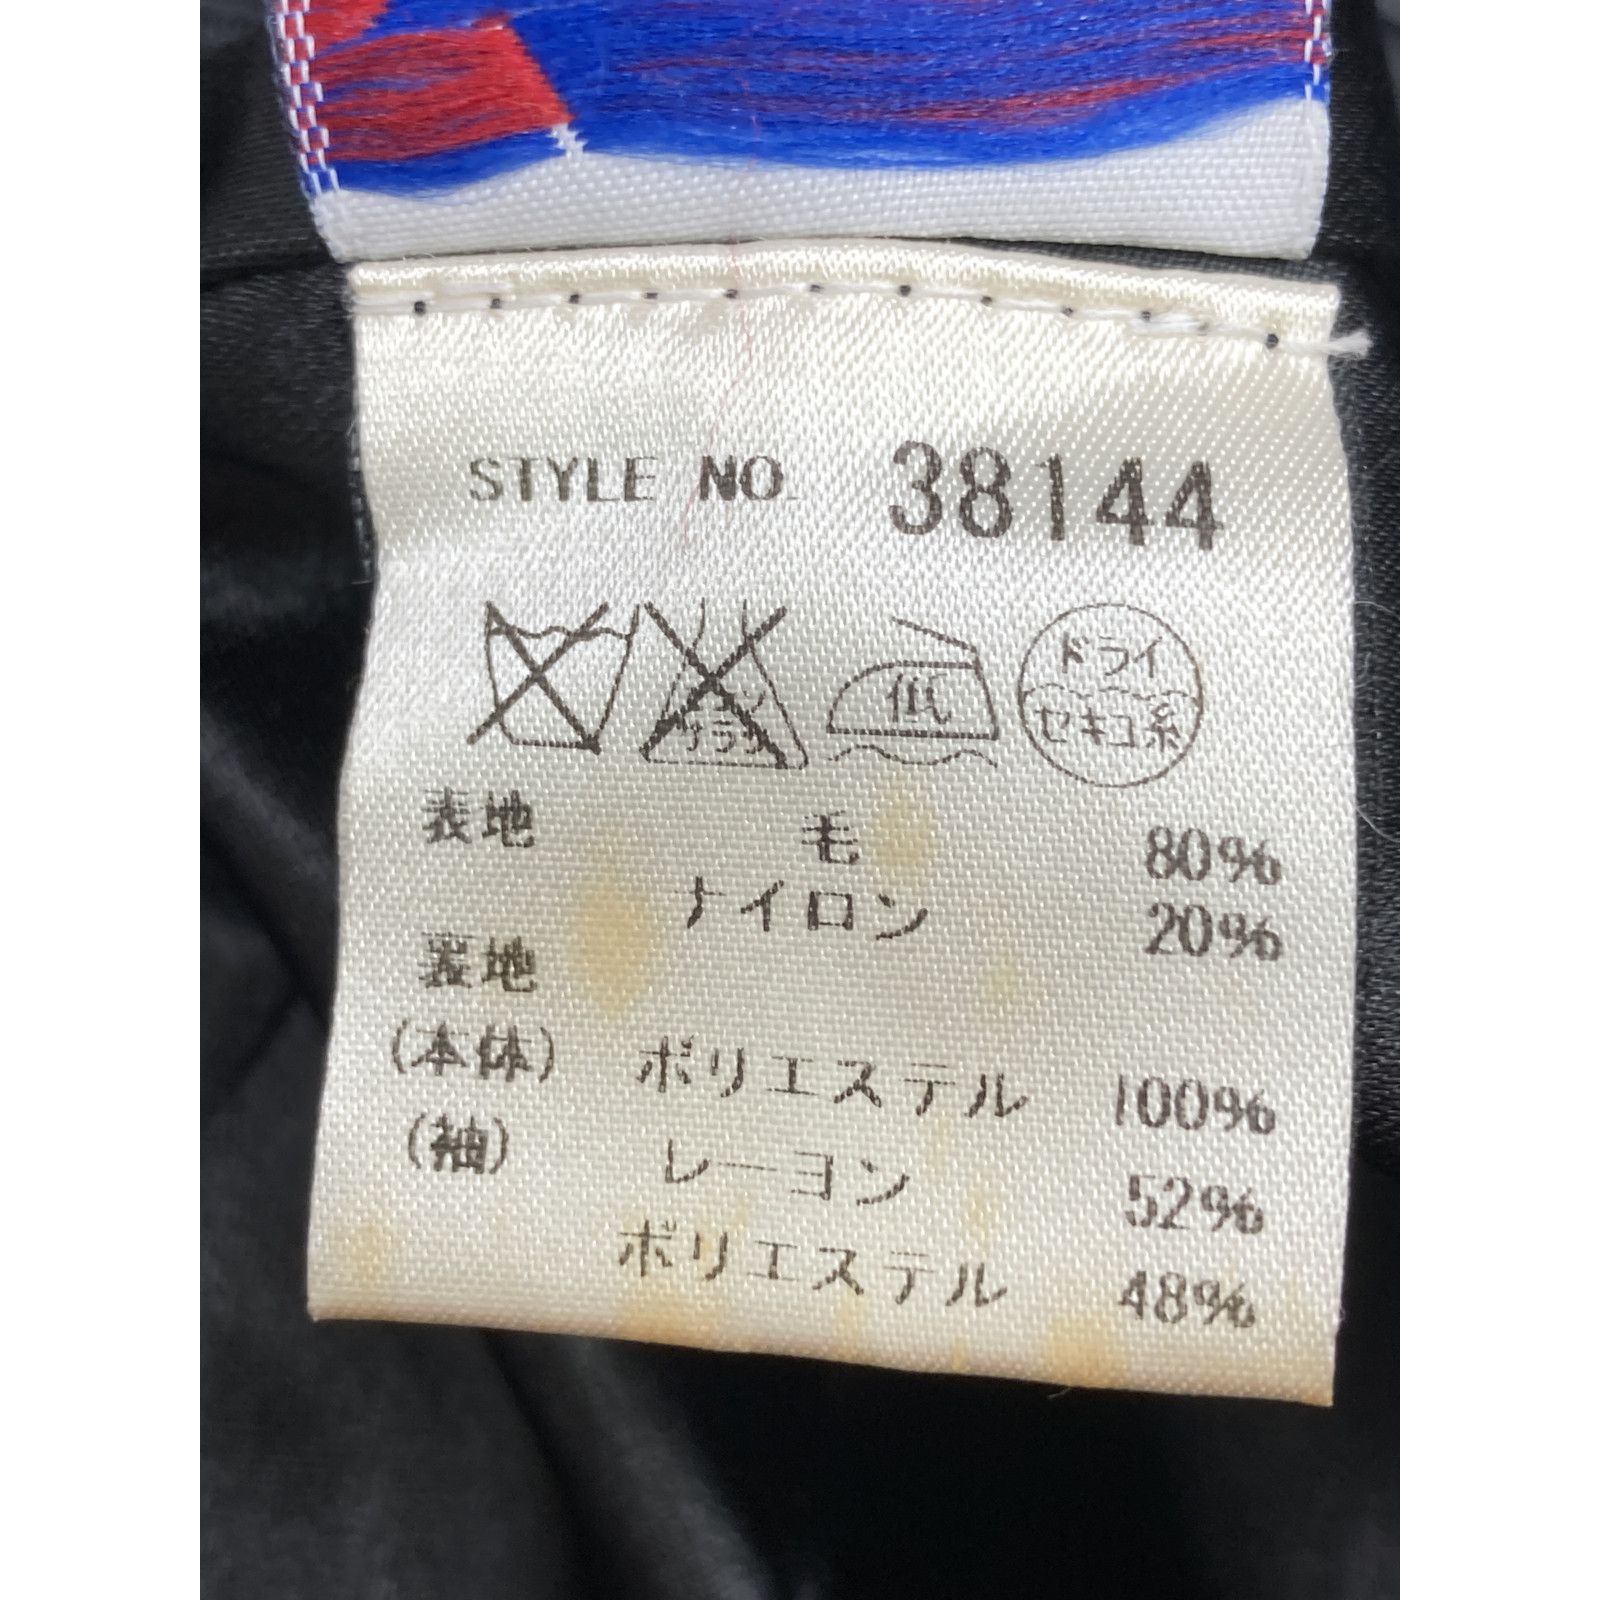 STYLE NO. 38144
低 ドライ
セキユ系
表地 毛 80%
ナイロン 20%
裏地
(本体) ポリエステル 100%
(袖) レーヨン 52%
ポリエステル 48%